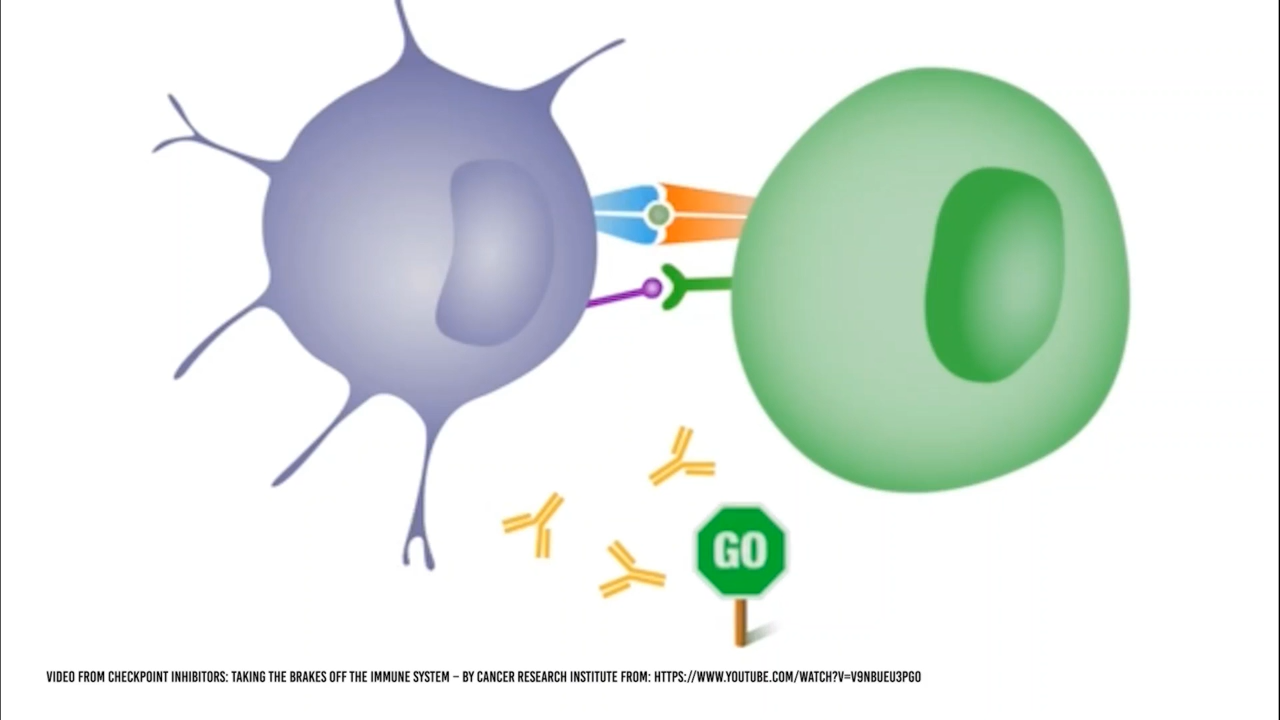 GO
VIDEO FROM CHECKPOINT INHIBITORS: TAKING THE BRAKES OFF THE IMMUNE SYSTEM – BY CANCER RESEARCH INSTITUTE FROM: HTTPS://WWW.YOUTUBE.COM/WATCH?V=V9NBUEU3PG0